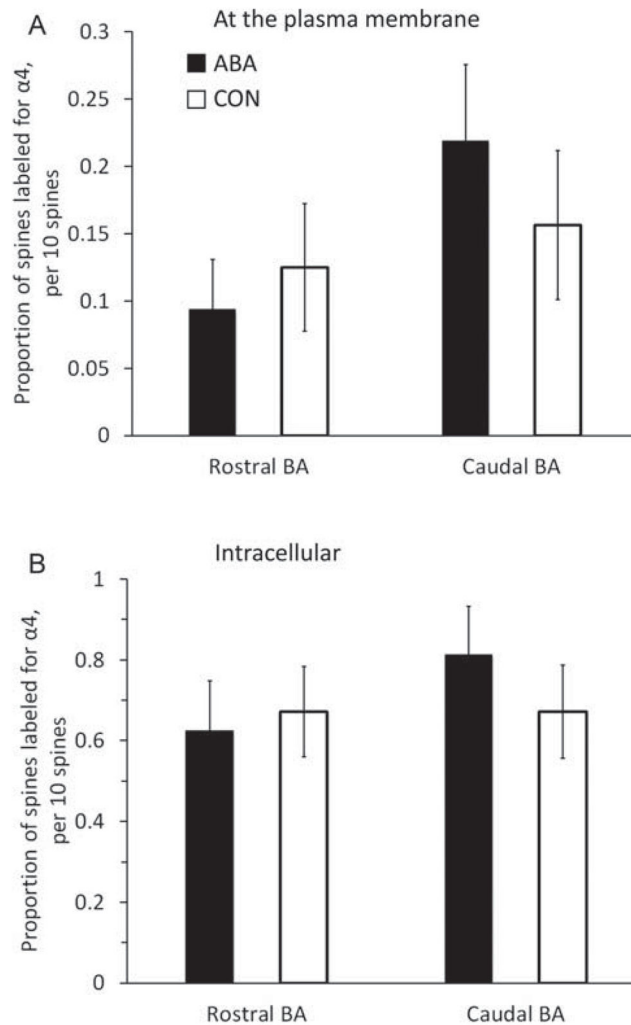 A
At the plasma membrane
Proportion of spines labeled for α4,
per 10 spines
0.3
0.25
0.2
0.15
0.1
0.05
0
ABA
CON
Rostral BA
Caudal BA
B
Intracellular
Proportion of spines labeled for α4,
per 10 spines
1
0.8
0.6
0.4
0.2
0
Rostral BA
Caudal BA